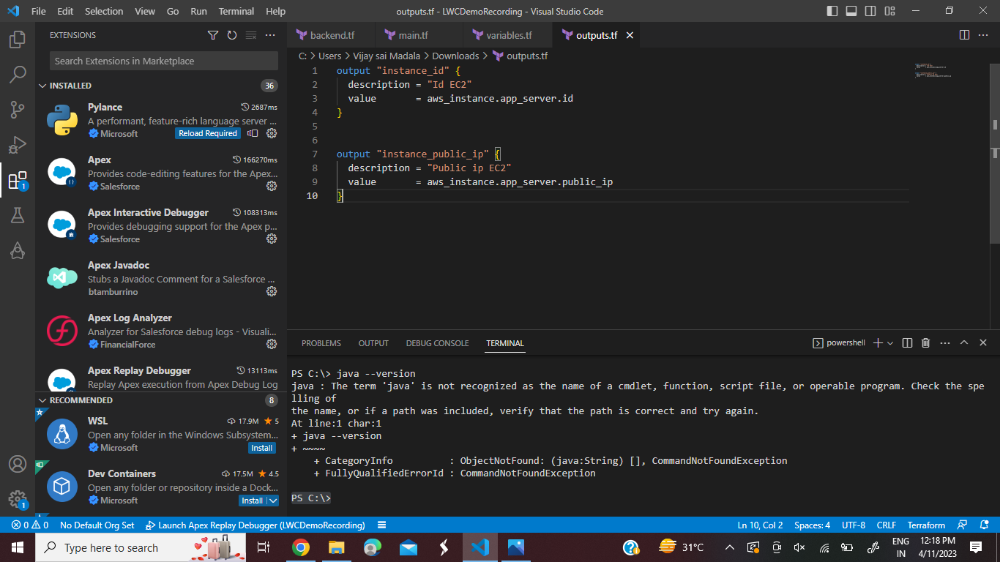 File Edit Selection View Go Run Terminal Help
outputs.tf - LWCDemoRecording - Visual Studio Code
EXTENSIONS
Search Extensions in Marketplace
INSTALLED 36
Pylance 2687ms
A performant, feature-rich language server ...
Microsoft Reload Required
Apex 166270ms
Provides code-editing features for the Apex...
Salesforce
Apex Interactive Debugger 108313ms
Provides debugging support for the Apex p...
Salesforce
Apex Javadoc
Stubs a Javadoc Comment for a Salesforce ...
btamburrino
Apex Log Analyzer
Analyzer for Salesforce debug logs - Visuali...
FinancialForce
Apex Replay Debugger 13113ms
Replay Apex execution from Apex Debug Log
RECOMMENDED 8
WSL 17.9M 5
Open any folder in the Windows Subsystem...
Microsoft Install
Dev Containers 17.5M 4.5
Open any folder or repository inside a Dock...
Microsoft Install
1
1
backend.tf main.tf variables.tf outputs.tf
C: > Users > Vijay sai Madala > Downloads > outputs.tf
1 output "instance_id" {
2 description = "Id EC2"
3 value = aws_instance.app_server.id
4 }
5
6
7 output "instance_public_ip" {
8 description = "Public ip EC2"
9 value = aws_instance.app_server.public_ip
10 }
PROBLEMS OUTPUT DEBUG CONSOLE TERMINAL powershell
PS C:\> java --version
java : The term 'java' is not recognized as the name of a cmdlet, function, script file, or operable program. Check the spe
lling of
the name, or if a path was included, verify that the path is correct and try again.
At line:1 char:1
+ java --version
+ ~~~~
+ CategoryInfo : ObjectNotFound: (java:String) [], CommandNotFoundException
+ FullyQualifiedErrorId : CommandNotFoundException
PS C:\>
0 0 No Default Org Set Launch Apex Replay Debugger (LWCDemoRecording) Ln 10, Col 2 Spaces: 4 UTF-8 CRLF Terraform
Type here to search 31°C ENG IN 12:18 PM 4/11/2023